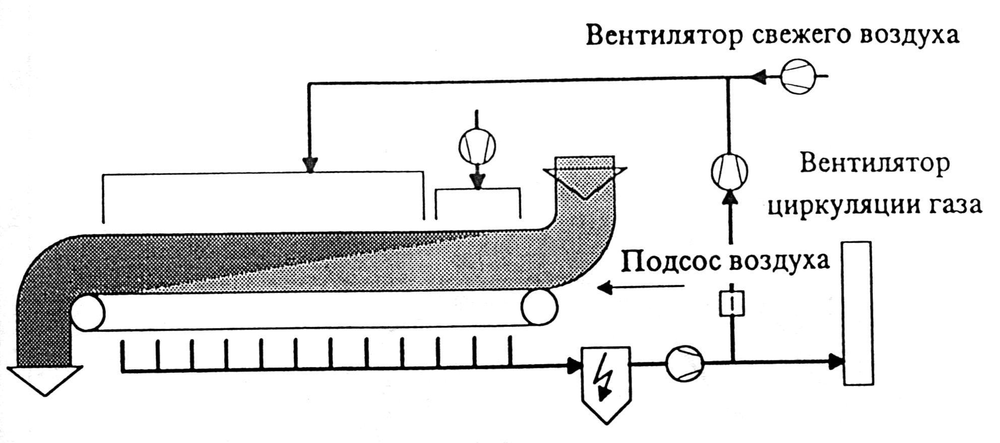 Вентилятор свежего воздуха
Вентилятор
циркуляции газа
Подсос воздуха